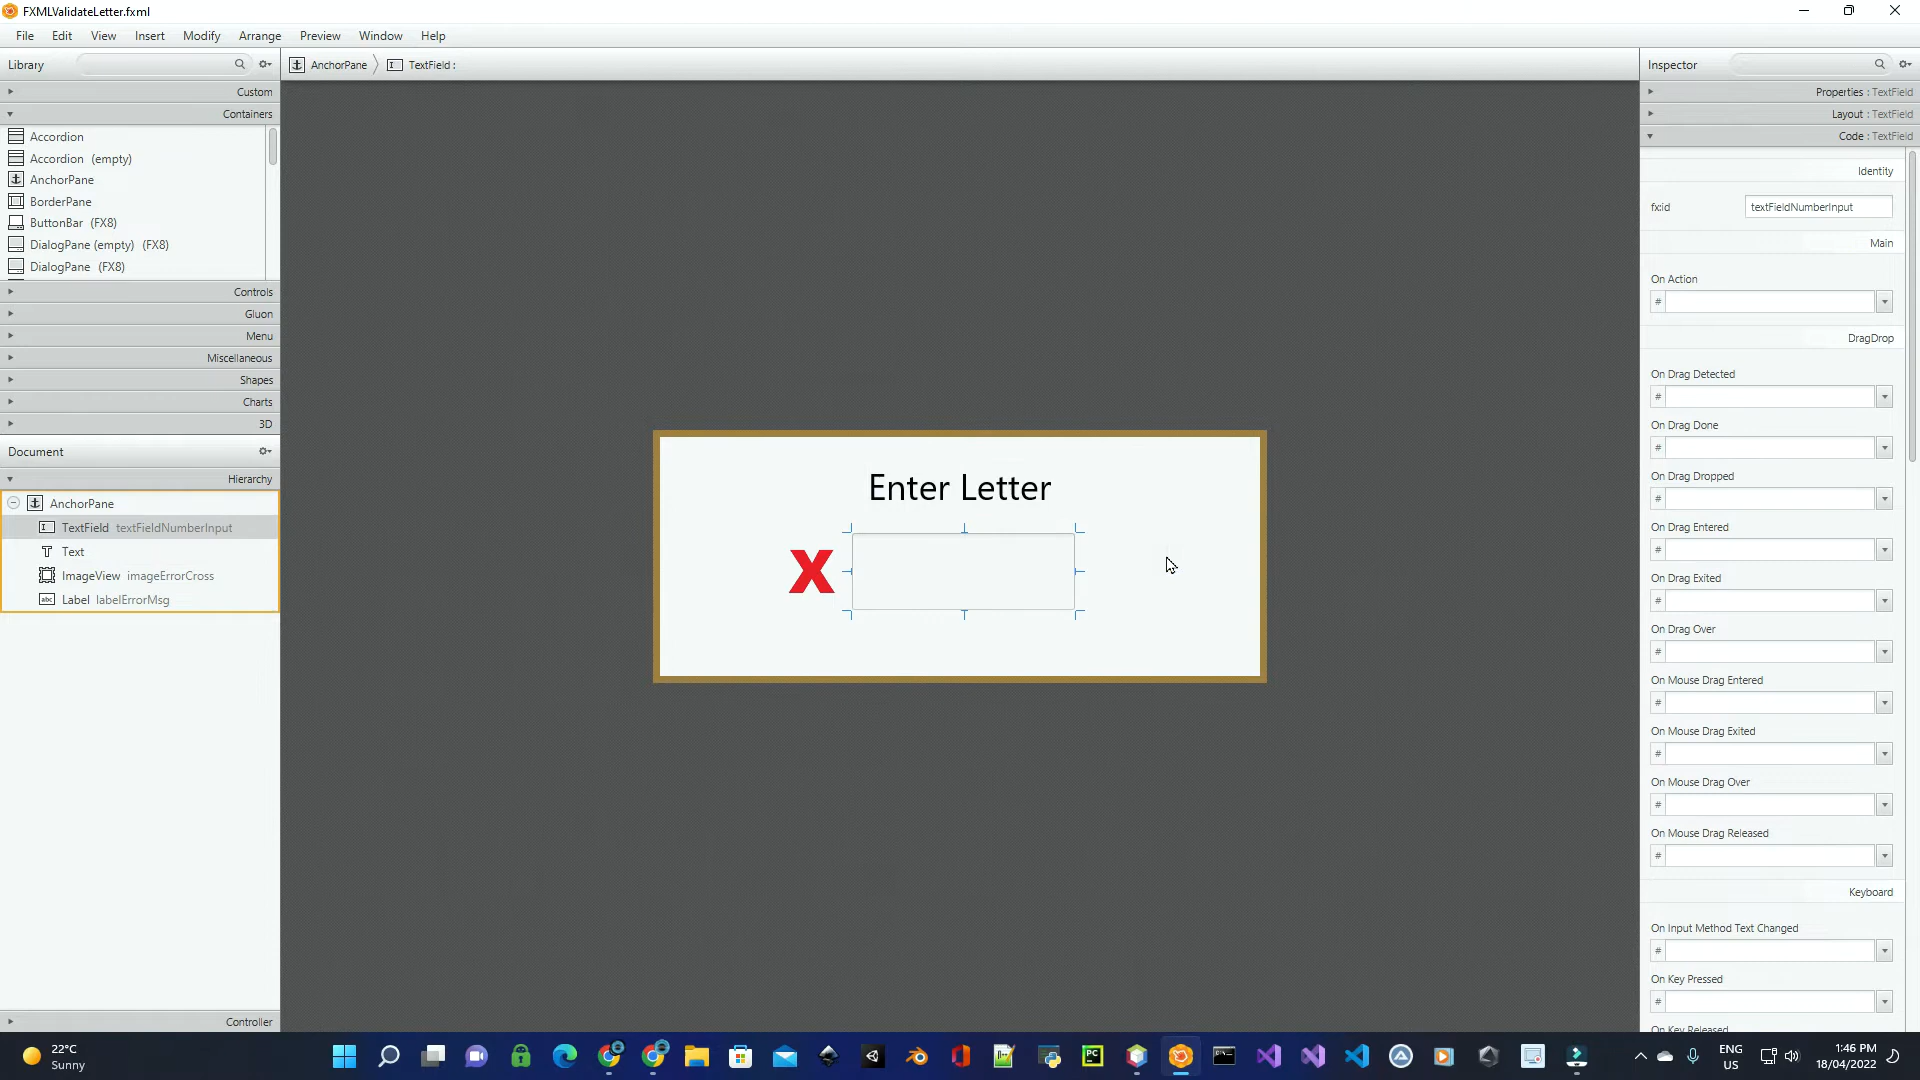 FXMLValidateLetter.fxml
File Edit View Insert Modify Arrange Preview Window Help
Library
Custom
Containers
Accordion
Accordion (empty)
AnchorPane
BorderPane
ButtonBar (FX8)
DialogPane (empty) (FX8)
DialogPane (FX8)
Controls
Gluon
Menu
Miscellaneous
Shapes
Charts
3D
Document
Hierarchy
AnchorPane
TextField textFieldNumberInput
Text
ImageView imageErrorCross
abc Label labelErrorMsg
Controller
AnchorPane TextField :
Enter Letter
X
Inspector
Properties : TextField
Layout : TextField
Code : TextField
Identity
fx:id textFieldNumberInput
Main
On Action
#
DragDrop
On Drag Detected
#
On Drag Done
#
On Drag Dropped
#
On Drag Entered
#
On Drag Exited
#
On Drag Over
#
On Mouse Drag Entered
#
On Mouse Drag Exited
#
On Mouse Drag Over
#
On Mouse Drag Released
#
Keyboard
On Input Method Text Changed
#
On Key Pressed
#
On Key Released
22°C
Sunny
PC
ENG
US
1:46 PM
18/04/2022